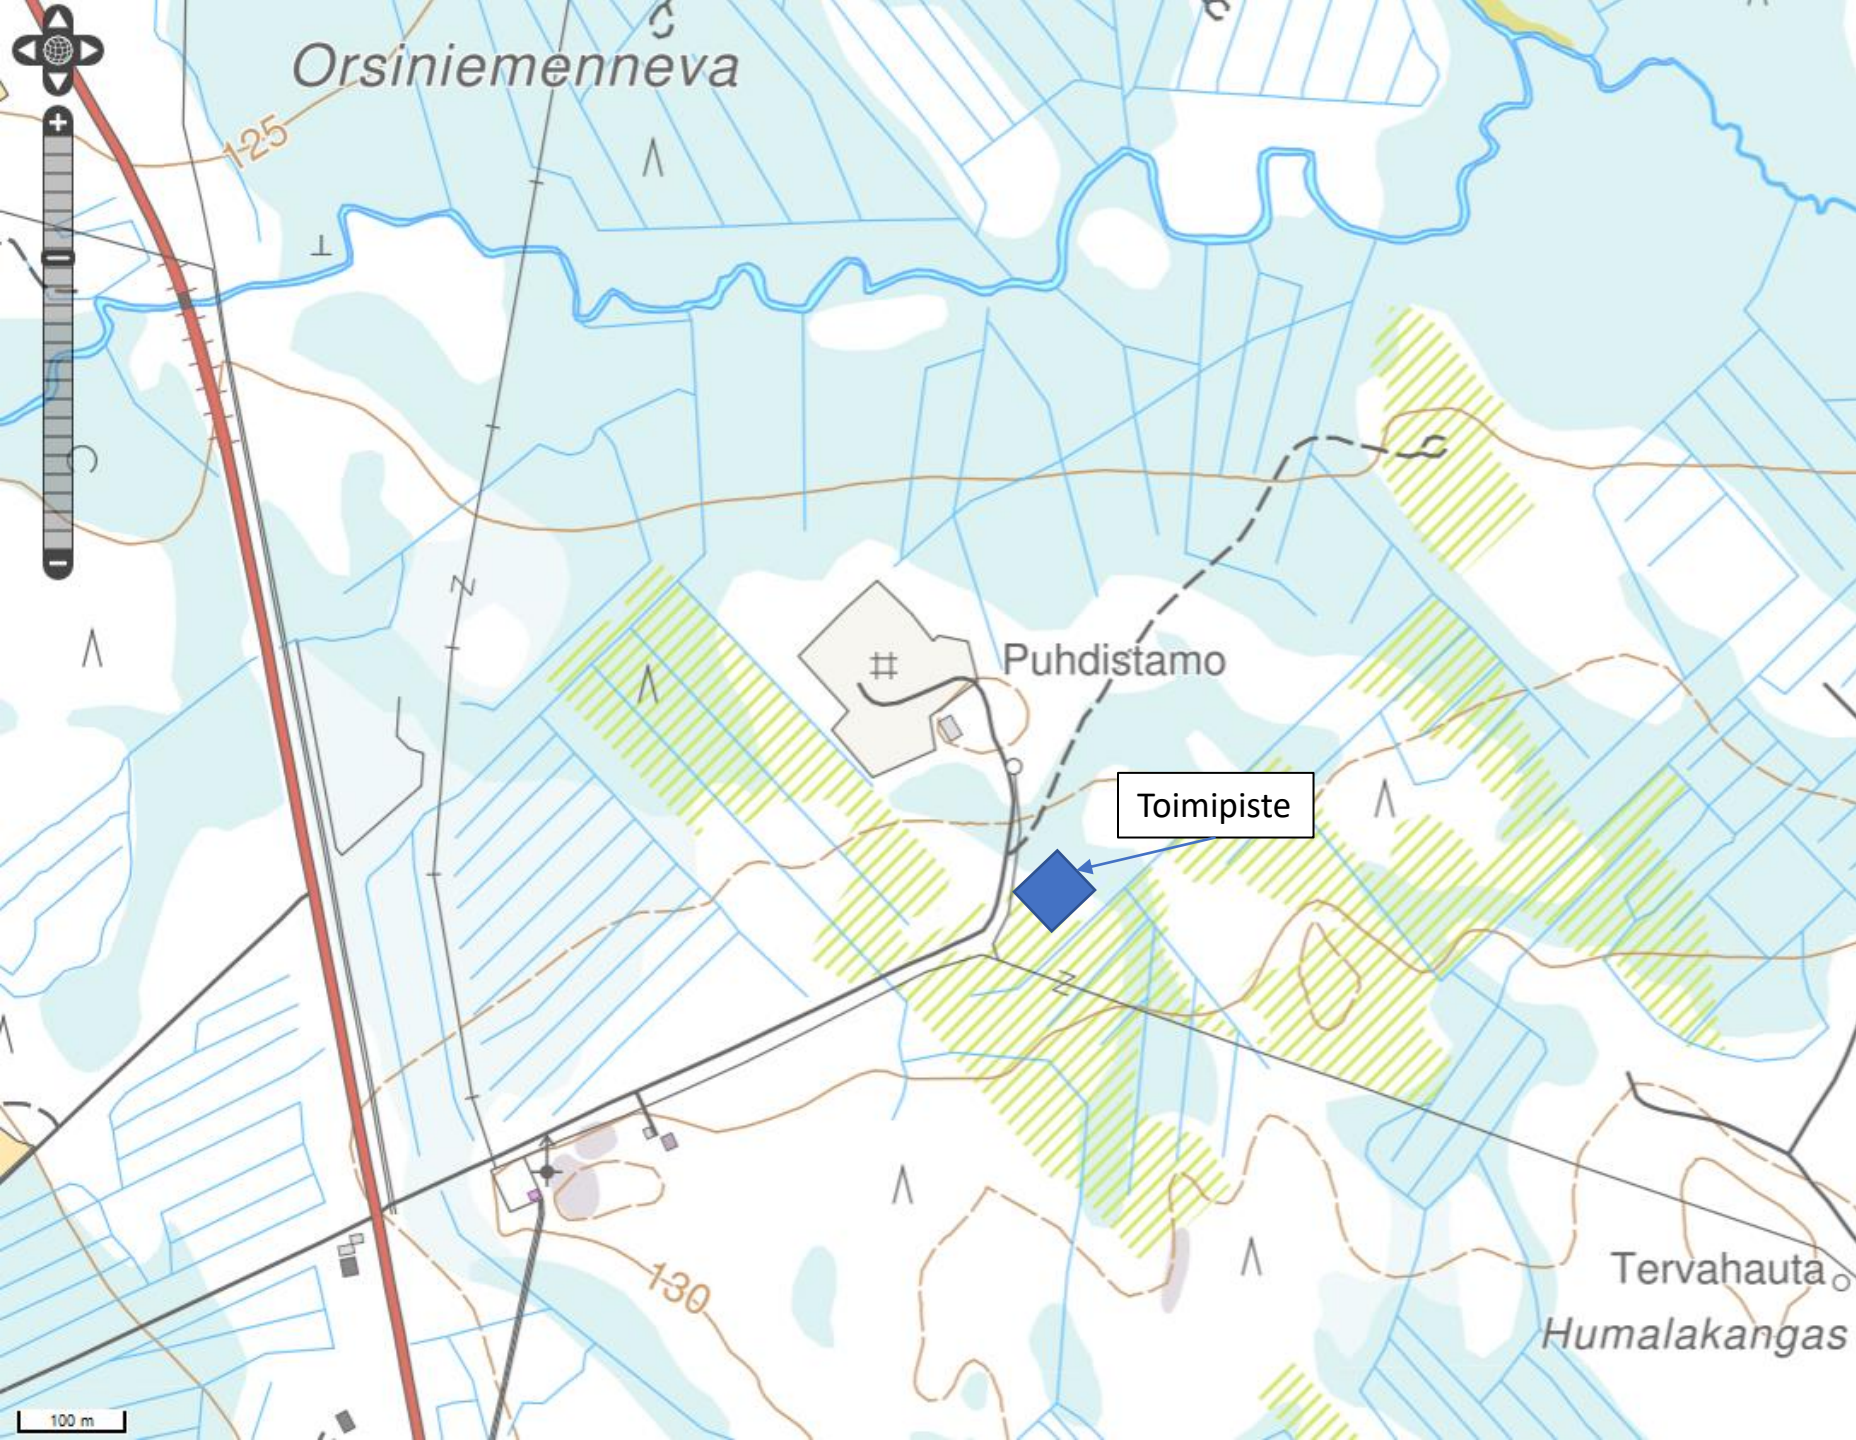 Orsiniemenneva
125
Puhdistamo
Toimipiste
130
Tervahauta
Humalakangas
100 m